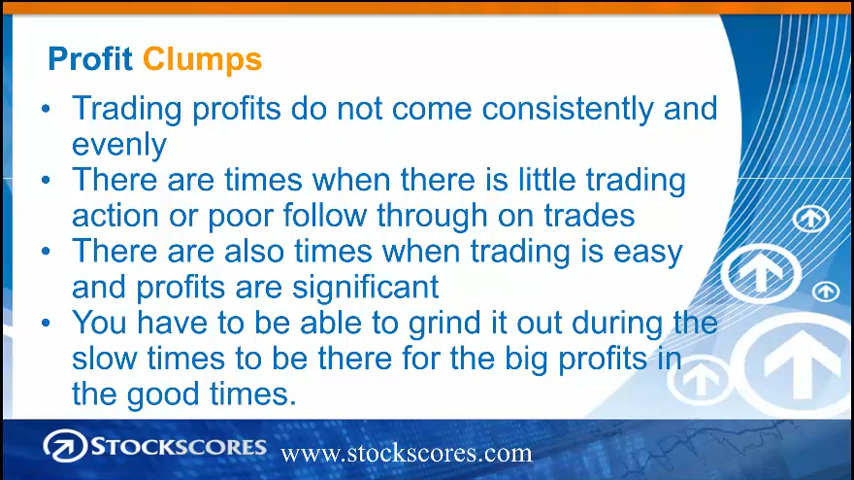 Profit Clumps
• Trading profits do not come consistently and
evenly
• There are times when there is little trading
action or poor follow through on trades
• There are also times when trading is easy
and profits are significant
• You have to be able to grind it out during the
slow times to be there for the big profits in
the good times.
STOCKSCORES www.stockscores.com